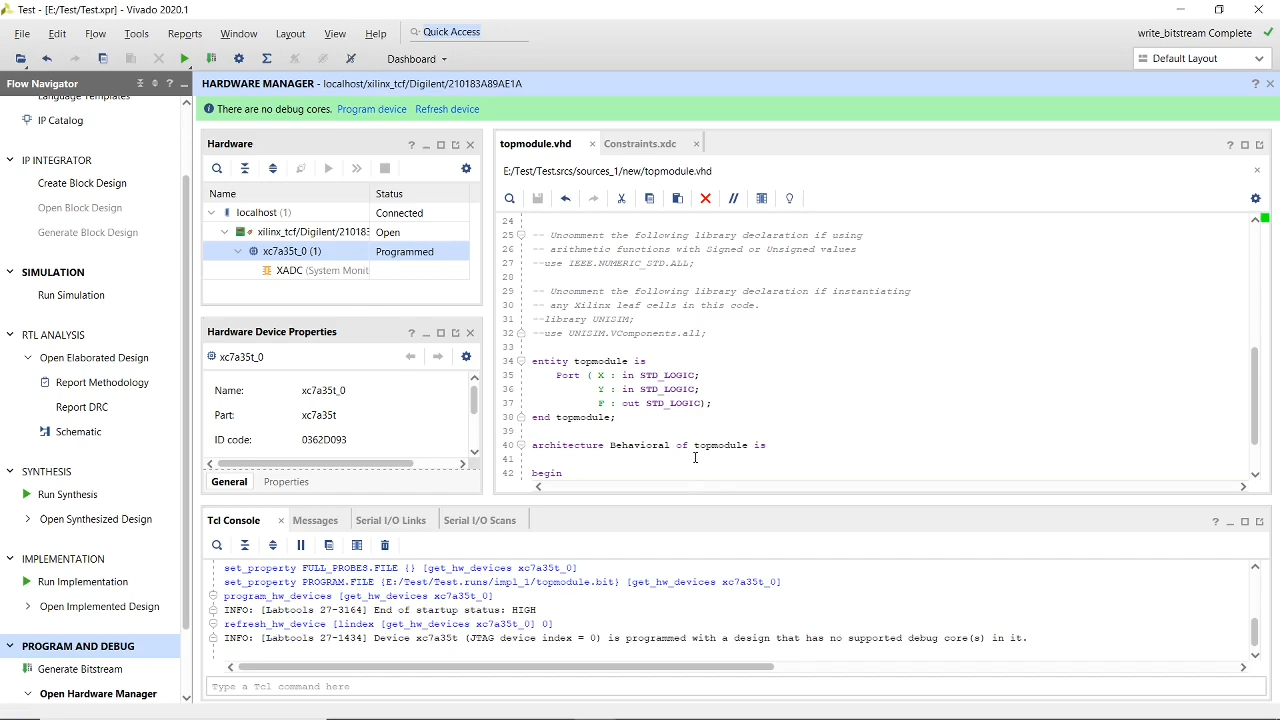 Test - [E:/Test/Test.xpr] - Vivado 2020.1
File Edit Flow Tools Reports Window Layout View Help Quick Access write_bitstream Complete
Dashboard Default Layout
Flow Navigator
Language Templates
IP Catalog
IP INTEGRATOR
Create Block Design
Open Block Design
Generate Block Design
SIMULATION
Run Simulation
RTL ANALYSIS
Open Elaborated Design
Report Methodology
Report DRC
Schematic
SYNTHESIS
Run Synthesis
Open Synthesized Design
IMPLEMENTATION
Run Implementation
Open Implemented Design
PROGRAM AND DEBUG
Generate Bitstream
Open Hardware Manager
HARDWARE MANAGER - localhost/xilinx_tcf/Digilent/210183A89AE1A
There are no debug cores. Program device Refresh device
Hardware
Name Status
localhost (1) Connected
xilinx_tcf/Digilent/210183 Open
xc7a35t_0 (1) Programmed
XADC (System Monit
Hardware Device Properties
xc7a35t_0
Name: xc7a35t_0
Part: xc7a35t
ID code: 0362D093
General Properties
topmodule.vhd Constraints.xdc
E:/Test/Test.srcs/sources_1/new/topmodule.vhd
24
25 -- Uncomment the following library declaration if using
26 -- arithmetic functions with Signed or Unsigned values
27 --use IEEE.NUMERIC_STD.ALL;
28
29 -- Uncomment the following library declaration if instantiating
30 -- any Xilinx leaf cells in this code.
31 --library UNISIM;
32 --use UNISIM.VComponents.all;
33
34 entity topmodule is
35 Port ( X : in STD_LOGIC;
36 Y : in STD_LOGIC;
37 F : out STD_LOGIC);
38 end topmodule;
39
40 architecture Behavioral of topmodule is
41
42 begin
Tcl Console Messages Serial I/O Links Serial I/O Scans
set_property FULL_PROBES.FILE {} [get_hw_devices xc7a35t_0]
set_property PROGRAM.FILE {E:/Test/Test.runs/impl_1/topmodule.bit} [get_hw_devices xc7a35t_0]
program_hw_devices [get_hw_devices xc7a35t_0]
INFO: [Labtools 27-3164] End of startup status: HIGH
refresh_hw_device [lindex [get_hw_devices xc7a35t_0] 0]
INFO: [Labtools 27-1434] Device xc7a35t (JTAG device index = 0) is programmed with a design that has no supported debug core(s) in it.
Type a Tcl command here